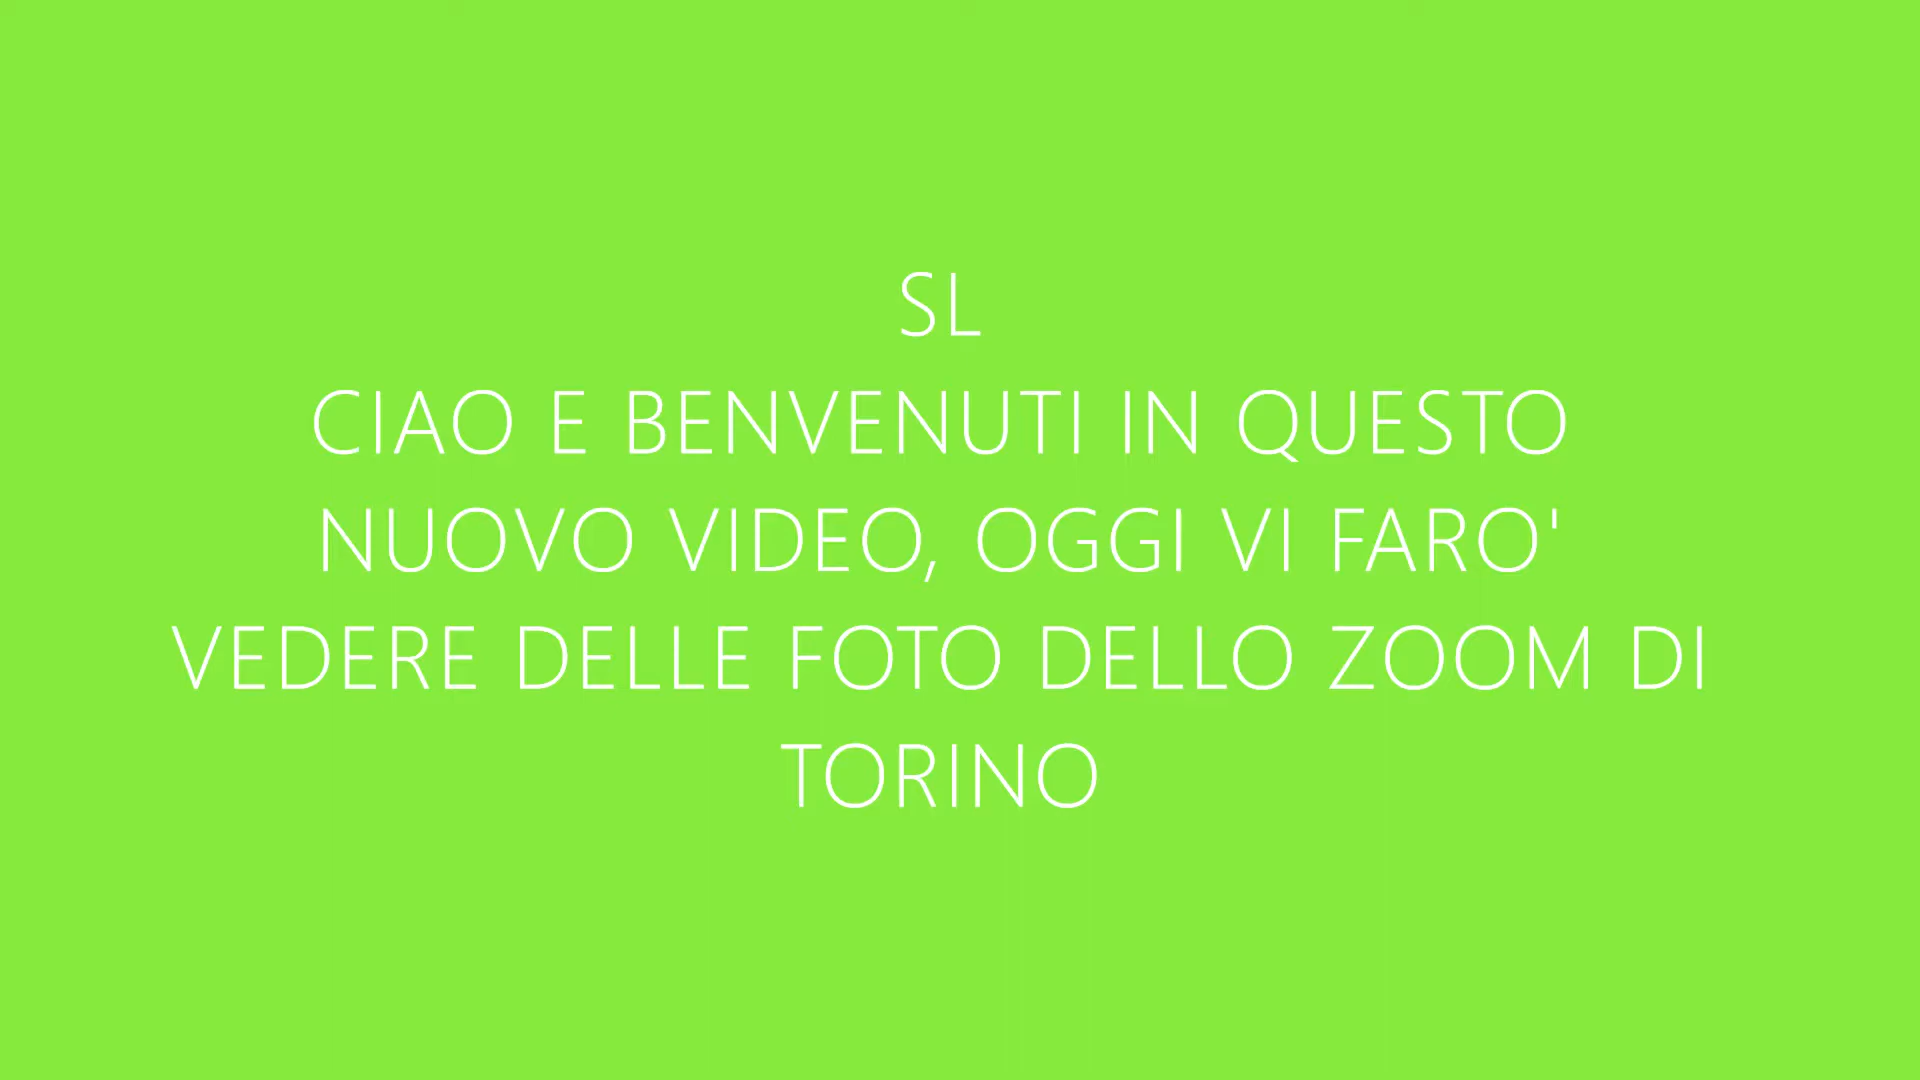 SL
CIAO E BENVENUTI IN QUESTO
NUOVO VIDEO, OGGI VI FARO'
VEDERE DELLE FOTO DELLO ZOOM DI
TORINO